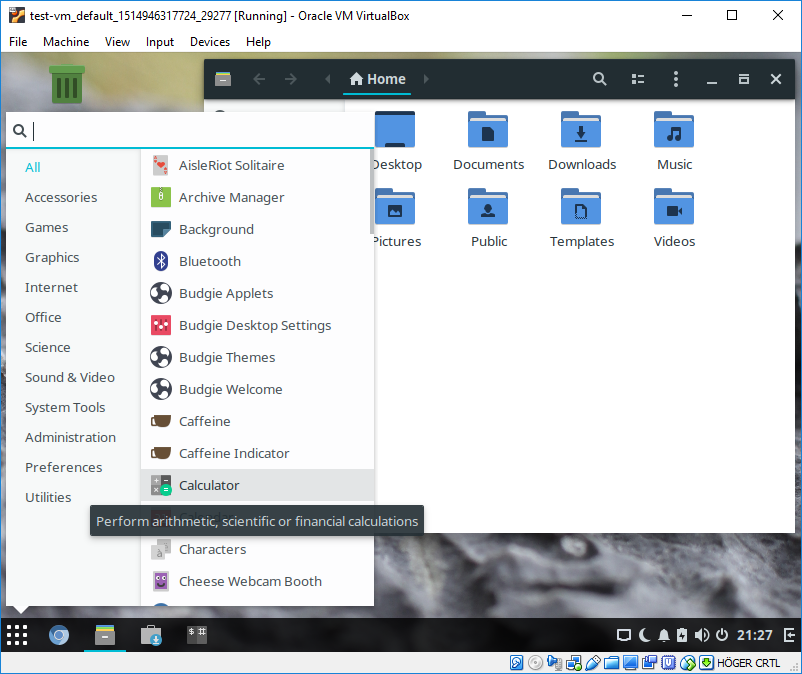 test-vm_default_1514946317724_29277 [Running] - Oracle VM VirtualBox
File Machine View Input Devices Help
Home
Desktop
Documents
Downloads
Music
Pictures
Public
Templates
Videos
All
Accessories
Games
Graphics
Internet
Office
Science
Sound & Video
System Tools
Administration
Preferences
Utilities
AisleRiot Solitaire
Archive Manager
Background
Bluetooth
Budgie Applets
Budgie Desktop Settings
Budgie Themes
Budgie Welcome
Caffeine
Caffeine Indicator
Calculator
Perform arithmetic, scientific or financial calculations
Characters
Cheese Webcam Booth
$ #
21:27
HÖGER CRTL